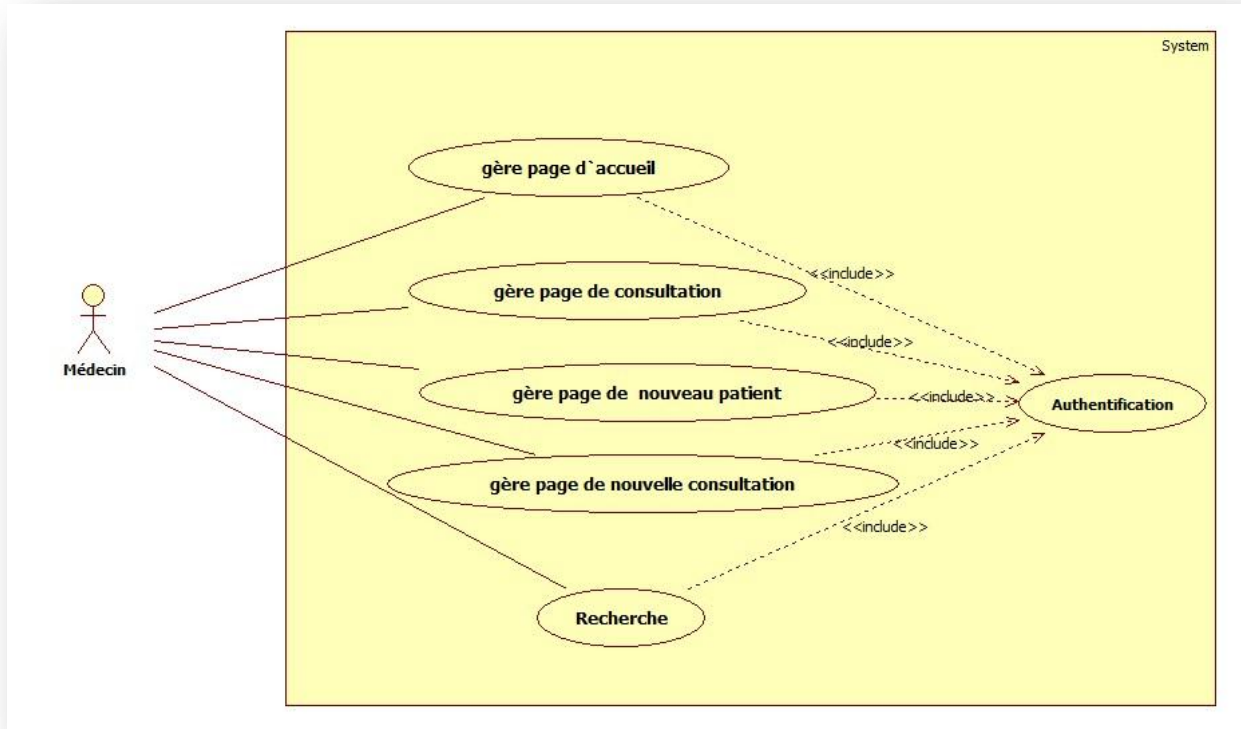 System
gère page d`accueil
<<include>>
gère page de consultation
<<include>>
Médecin
gère page de  nouveau patient
<<include>>
Authentification
<<include>>
gère page de nouvelle consultation
<<include>>
Recherche